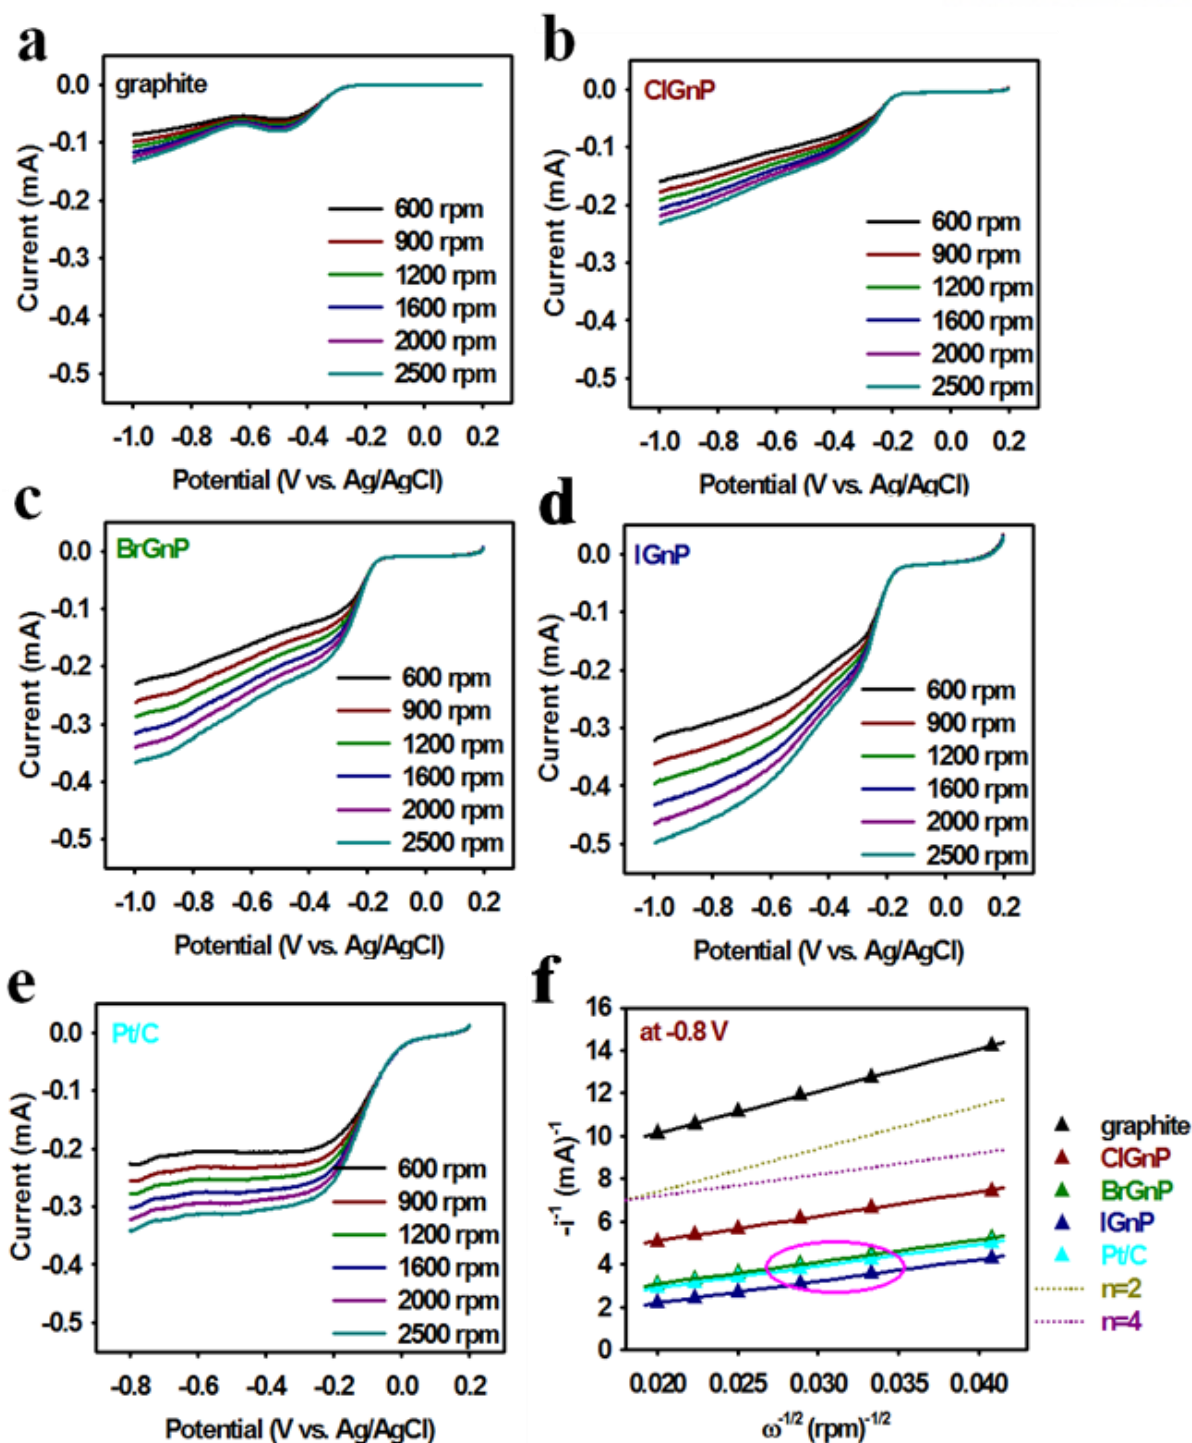 a
graphite
0.0
-0.1
-0.2
-0.3
-0.4
-0.5
Current (mA)
600 rpm
900 rpm
1200 rpm
1600 rpm
2000 rpm
2500 rpm
-1.0 -0.8 -0.6 -0.4 -0.2 0.0 0.2
Potential (V vs. Ag/AgCl)
b
ClGnP
0.0
-0.1
-0.2
-0.3
-0.4
-0.5
Current (mA)
600 rpm
900 rpm
1200 rpm
1600 rpm
2000 rpm
2500 rpm
-1.0 -0.8 -0.6 -0.4 -0.2 0.0 0.2
Potential (V vs. Ag/AgCl)
c
BrGnP
0.0
-0.1
-0.2
-0.3
-0.4
-0.5
Current (mA)
600 rpm
900 rpm
1200 rpm
1600 rpm
2000 rpm
2500 rpm
-1.0 -0.8 -0.6 -0.4 -0.2 0.0 0.2
Potential (V vs. Ag/AgCl)
d
IGnP
0.0
-0.1
-0.2
-0.3
-0.4
-0.5
Current (mA)
600 rpm
900 rpm
1200 rpm
1600 rpm
2000 rpm
2500 rpm
-1.0 -0.8 -0.6 -0.4 -0.2 0.0 0.2
Potential (V vs. Ag/AgCl)
e
Pt/C
0.0
-0.1
-0.2
-0.3
-0.4
-0.5
Current (mA)
600 rpm
900 rpm
1200 rpm
1600 rpm
2000 rpm
2500 rpm
-0.8 -0.6 -0.4 -0.2 0.0 0.2
Potential (V vs. Ag/AgCl)
f
at -0.8 V
16
14
12
10
8
6
4
2
0
-i⁻¹ (mA)⁻¹
0.020 0.025 0.030 0.035 0.040
ω⁻¹/² (rpm)⁻¹/²
graphite
ClGnP
BrGnP
IGnP
Pt/C
n=2
n=4